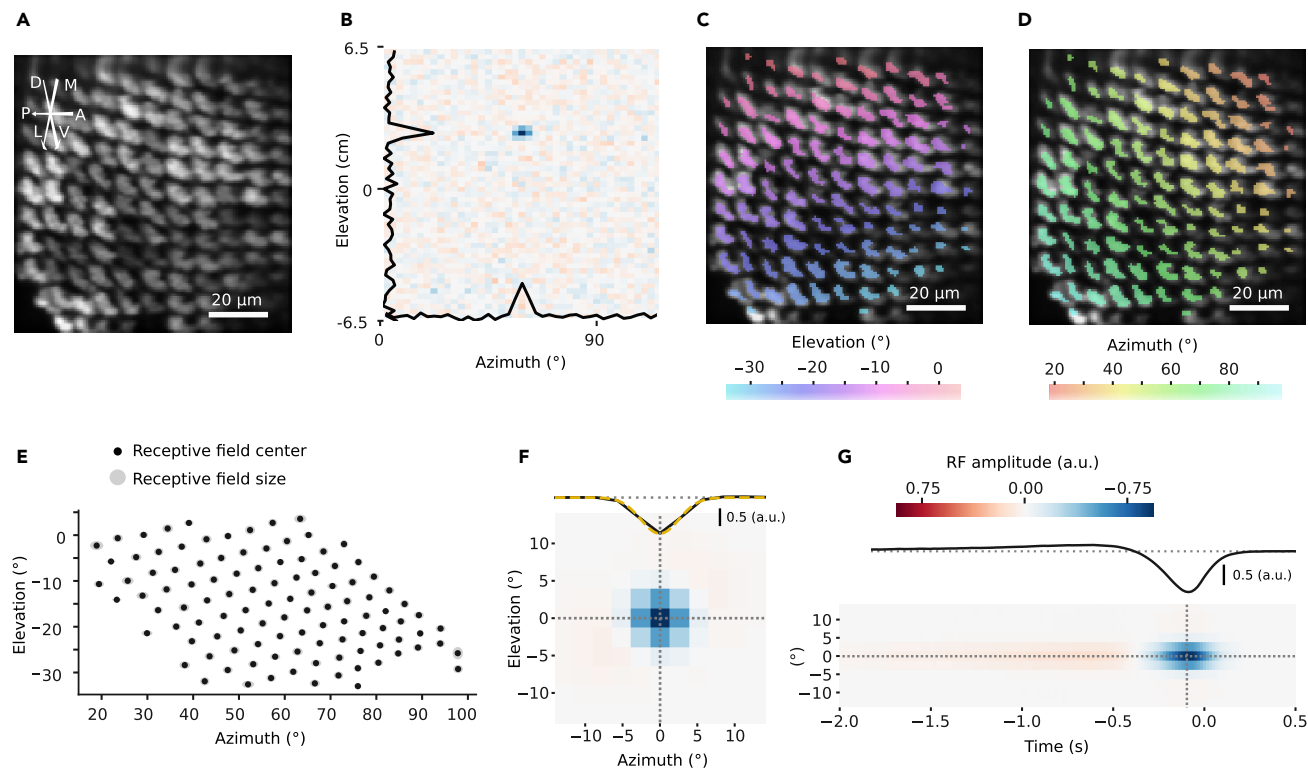 A
B
C
D
D
M
P
A
L
V
20 µm
6.5
0
-6.5
Elevation (cm)
0
90
Azimuth (°)
20 µm
Elevation (°)
−30
−20
−10
0
20 µm
Azimuth (°)
20
40
60
80
E
Receptive field center
Receptive field size
0
−10
−20
−30
Elevation (°)
20
30
40
50
60
70
80
90
100
Azimuth (°)
F
0.5 (a.u.)
10
5
0
−5
−10
Elevation (°)
−10
−5
0
5
10
Azimuth (°)
G
RF amplitude (a.u.)
0.75
0.00
−0.75
0.5 (a.u.)
10
5
0
−5
−10
(°)
−2.0
−1.5
−1.0
−0.5
0.0
0.5
Time (s)